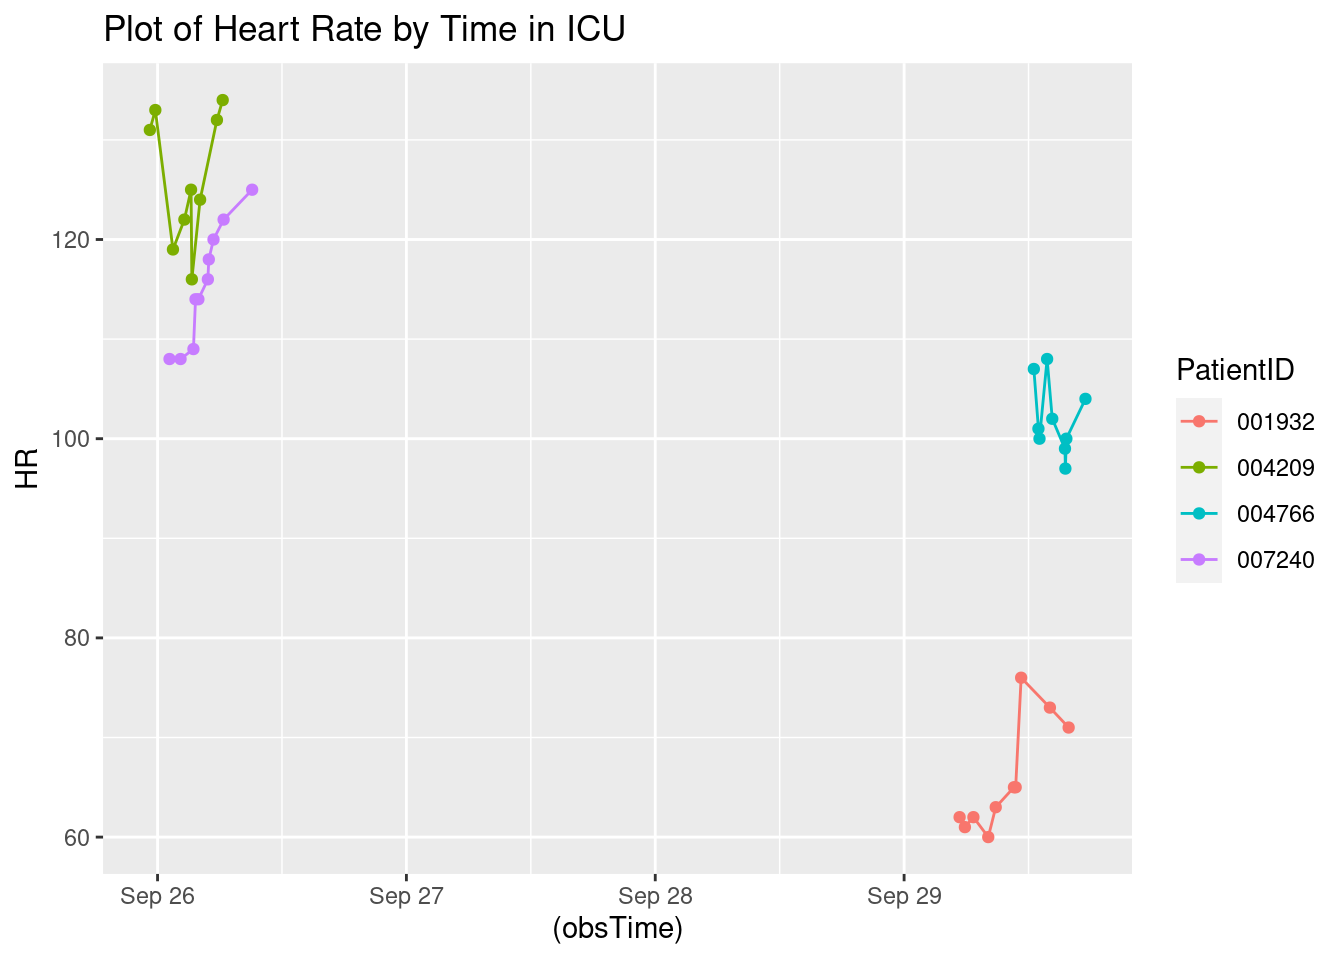 Plot of Heart Rate by Time in ICU
HR
120
100
80
60
Sep 26
Sep 27
Sep 28
Sep 29
(obsTime)
PatientID
001932
004209
004766
007240